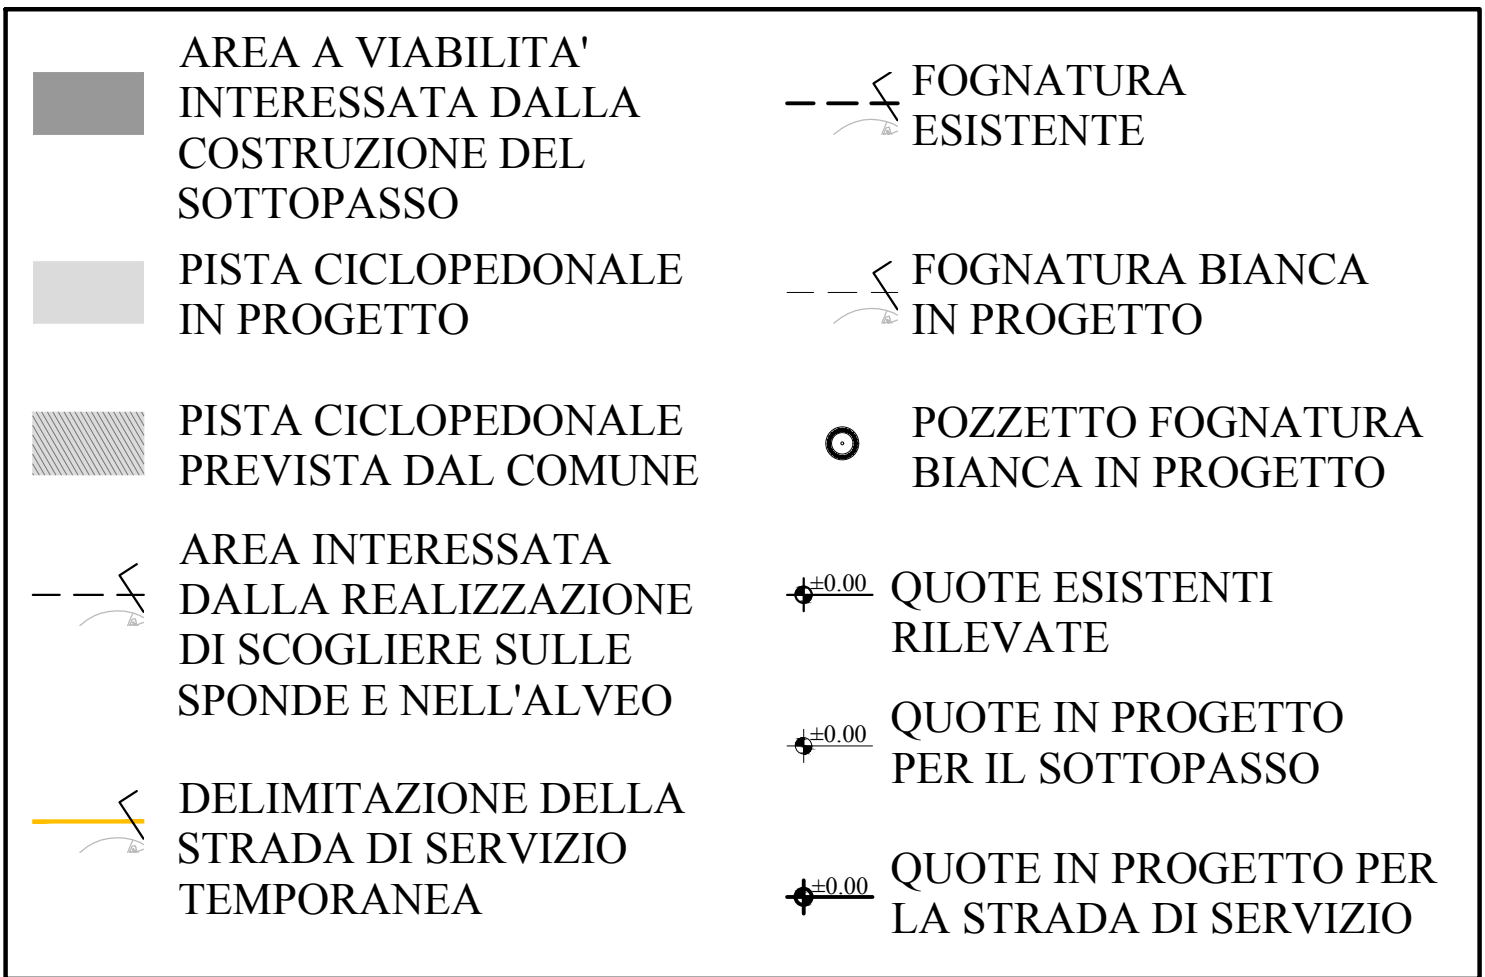 AREA A VIABILITA'
INTERESSATA DALLA
COSTRUZIONE DEL
SOTTOPASSO
PISTA CICLOPEDONALE
IN PROGETTO
PISTA CICLOPEDONALE
PREVISTA DAL COMUNE
AREA INTERESSATA
DALLA REALIZZAZIONE
DI SCOGLIERE SULLE
SPONDE E NELL'ALVEO
DELIMITAZIONE DELLA
STRADA DI SERVIZIO
TEMPORANEA
FOGNATURA
ESISTENTE
FOGNATURA BIANCA
IN PROGETTO
POZZETTO FOGNATURA
BIANCA IN PROGETTO
±0.00 QUOTE ESISTENTI
RILEVATE
±0.00 QUOTE IN PROGETTO
PER IL SOTTOPASSO
±0.00 QUOTE IN PROGETTO PER
LA STRADA DI SERVIZIO